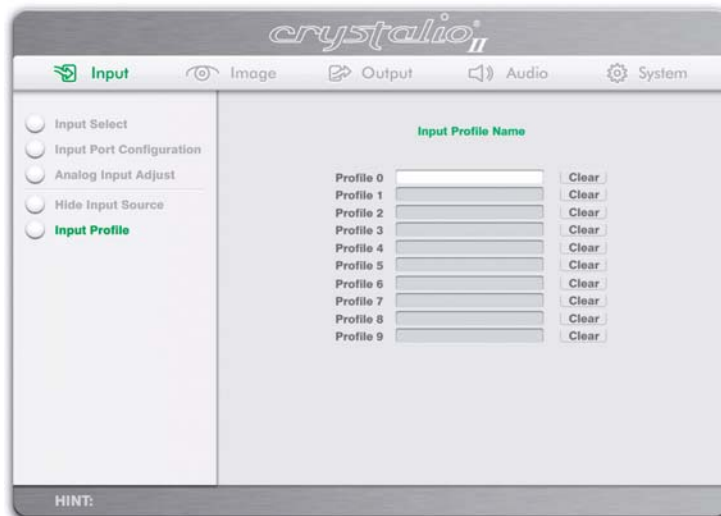 crystalio II
Input Image Output Audio System
Input Select
Input Port Configuration
Analog Input Adjust
Hide Input Source
Input Profile
Input Profile Name
Profile 0 Clear
Profile 1 Clear
Profile 2 Clear
Profile 3 Clear
Profile 4 Clear
Profile 5 Clear
Profile 6 Clear
Profile 7 Clear
Profile 8 Clear
Profile 9 Clear
HINT: